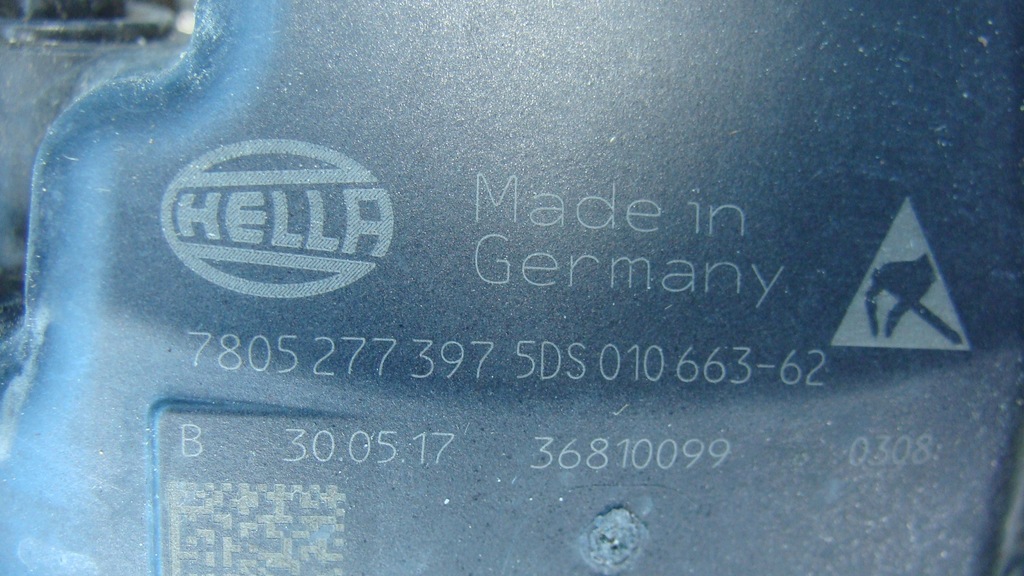 HELLA
Made in
Germany
7805 277 397 5DS 010 663-62
B 30.05.17 36810099 0308